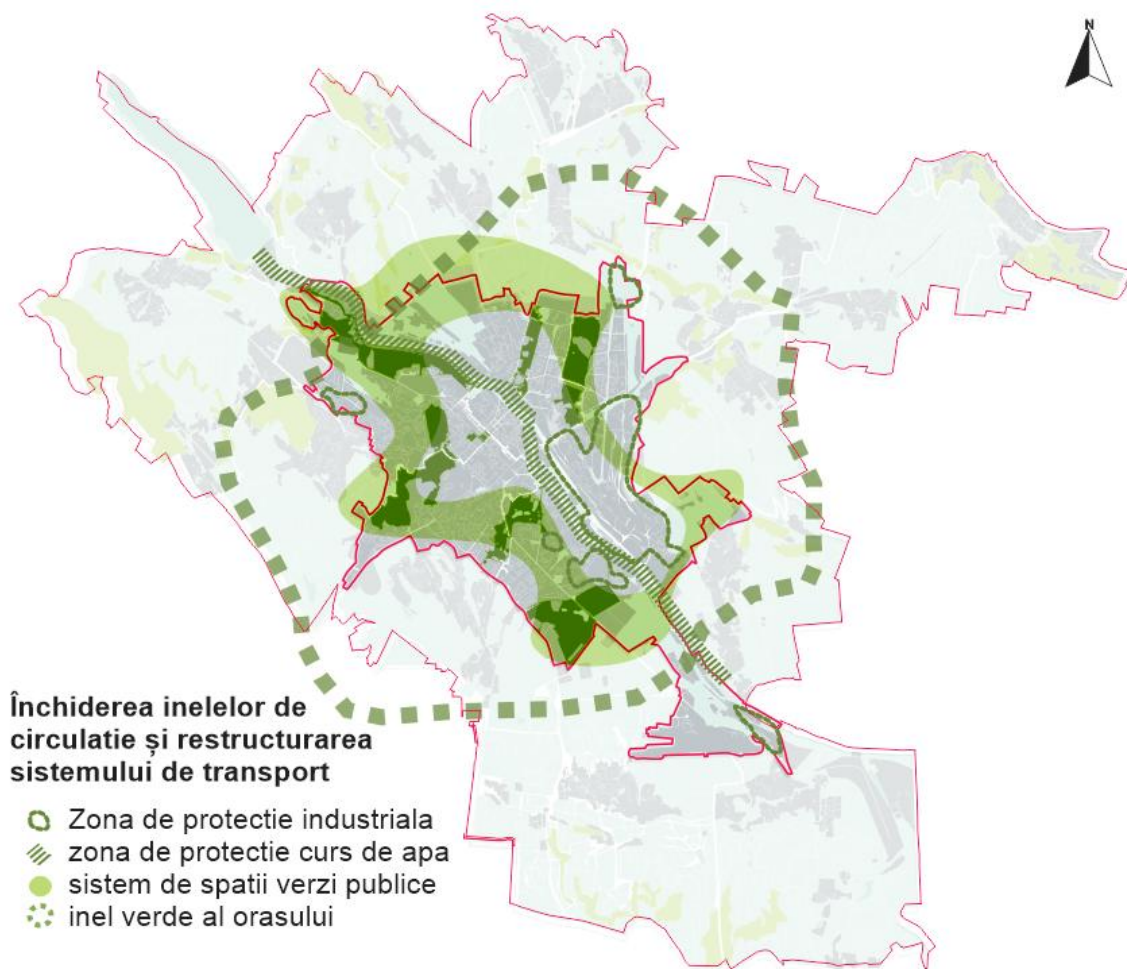 N
Închiderea inelelor de
circulatie și restructurarea
sistemului de transport
Zona de protectie industriala
zona de protectie curs de apa
sistem de spatii verzi publice
inel verde al orasului